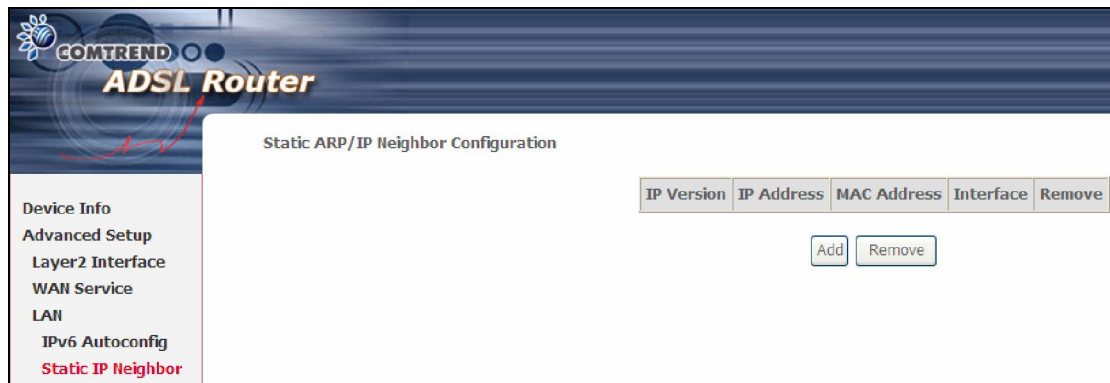 COMTREND
ADSL Router
Static ARP/IP Neighbor Configuration
IP Version IP Address MAC Address Interface Remove
Add Remove
Device Info
Advanced Setup
Layer2 Interface
WAN Service
LAN
IPv6 Autoconfig
Static IP Neighbor